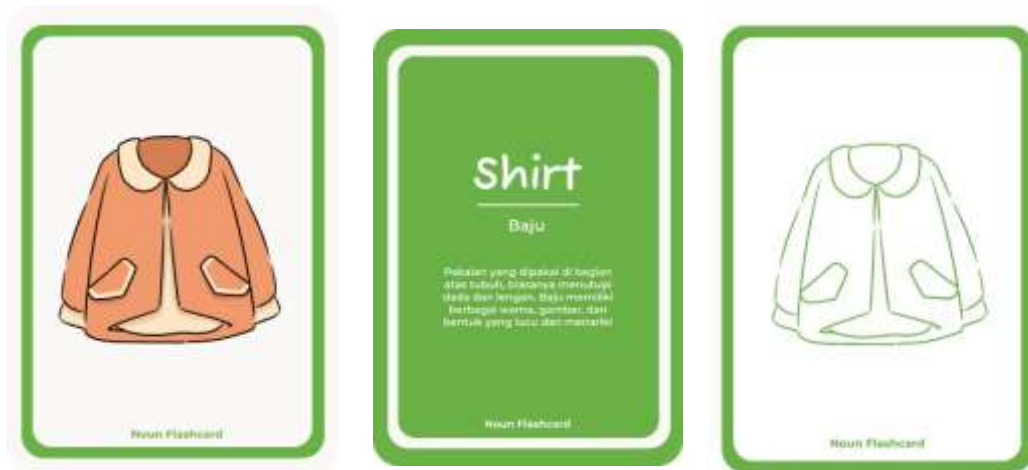 Noun Flashcard
Shirt
Baju
Pakaian yang dipakai di bagian
atas tubuh, biasanya menutupi
dada dan lengan. Baju memiliki
berbagai warna, gambar, dan
bentuk yang lucu dan menarik!
Noun Flashcard
Noun Flashcard